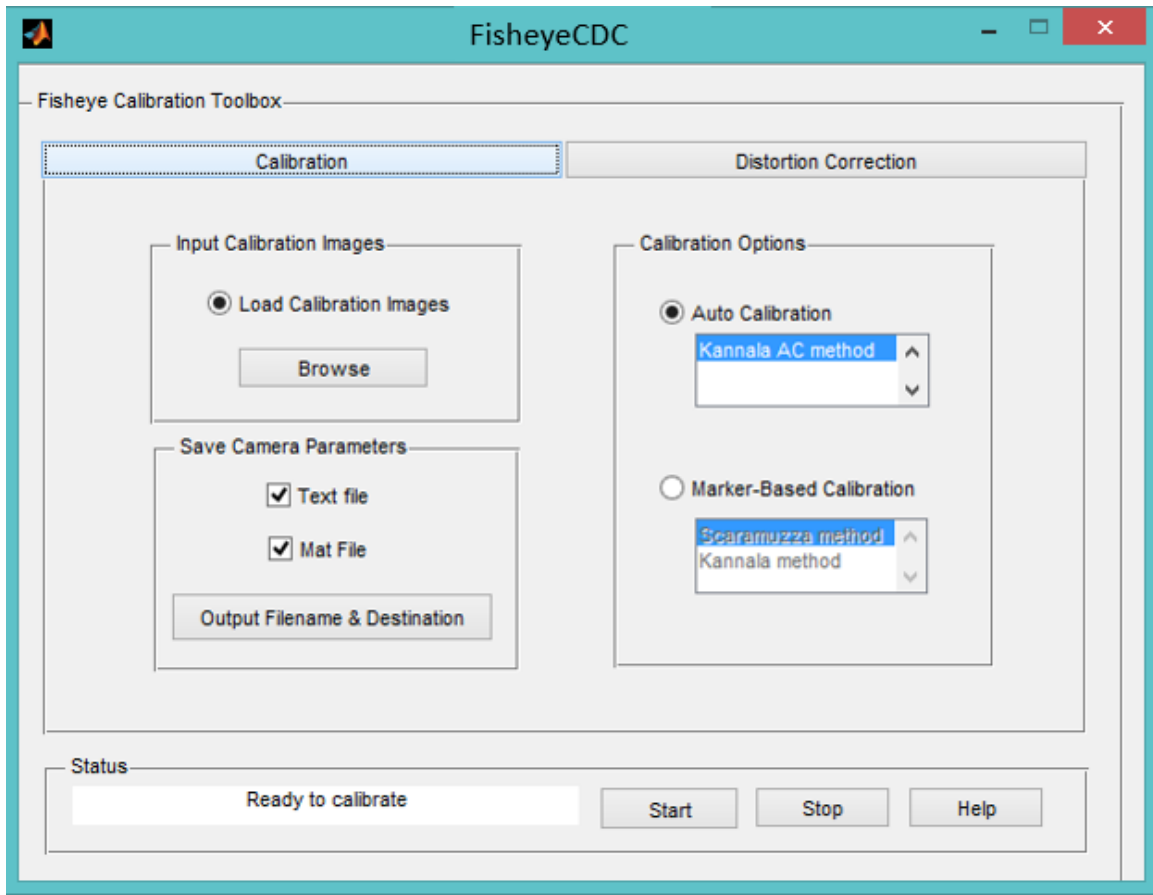 FisheyeCDC
Fisheye Calibration Toolbox
Calibration
Distortion Correction
Input Calibration Images
Load Calibration Images
Browse
Save Camera Parameters
Text file
Mat File
Output Filename & Destination
Calibration Options
Auto Calibration
Kannala AC method
Marker-Based Calibration
Scaramuzza method
Kannala method
Status
Ready to calibrate
Start
Stop
Help